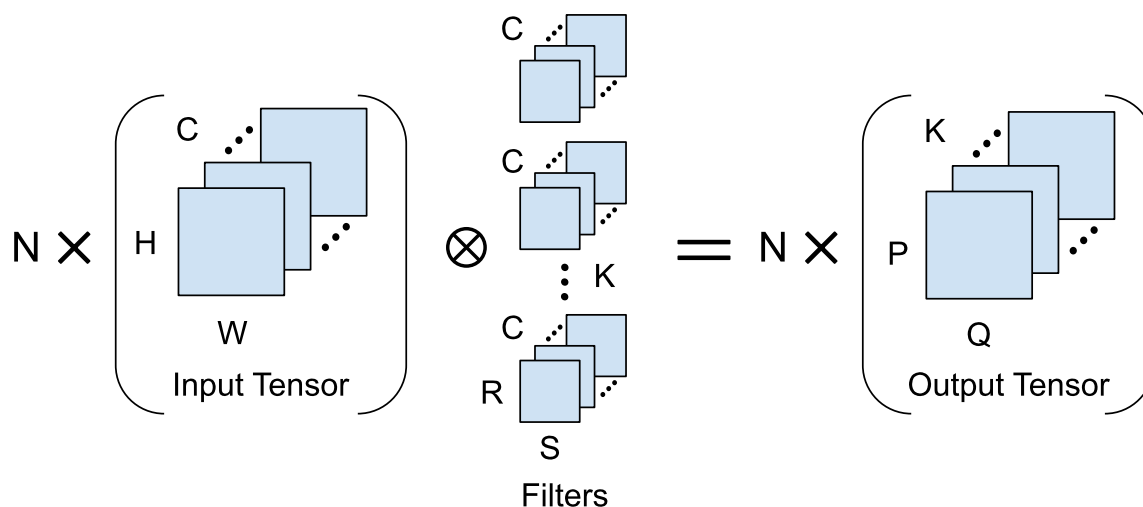 N ×
C
H
W
Input Tensor
⊗
C
C
K
C
R
S
Filters
=
N ×
K
P
Q
Output Tensor